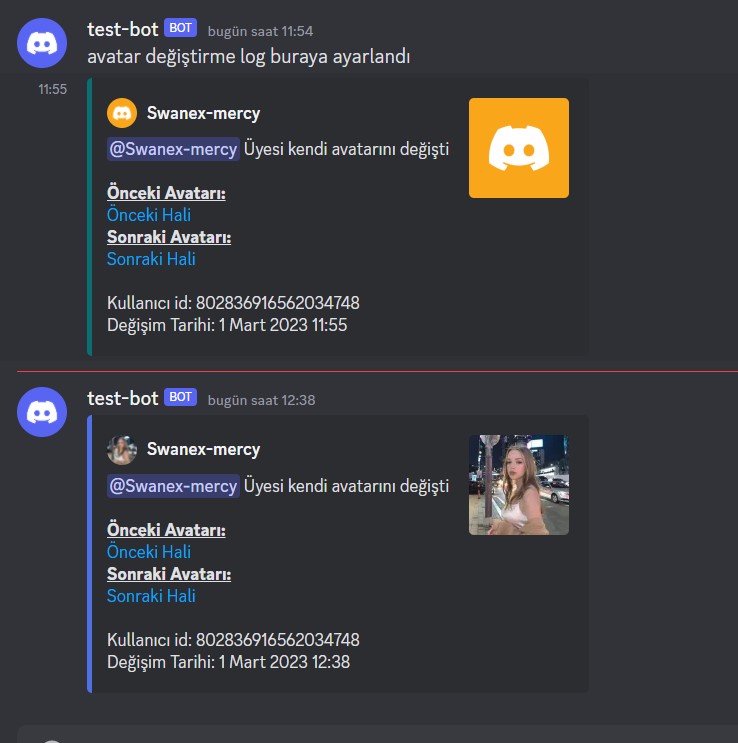 test-bot BOT bugün saat 11:54
avatar değiştirme log buraya ayarlandı
11:55
Swanex-mercy
@Swanex-mercy Üyesi kendi avatarını değişti
Önceki Avatarı:
Önceki Hali
Sonraki Avatarı:
Sonraki Hali
Kullanıcı id: 802836916562034748
Değişim Tarihi: 1 Mart 2023 11:55
test-bot BOT bugün saat 12:38
Swanex-mercy
@Swanex-mercy Üyesi kendi avatarını değişti
Önceki Avatarı:
Önceki Hali
Sonraki Avatarı:
Sonraki Hali
Kullanıcı id: 802836916562034748
Değişim Tarihi: 1 Mart 2023 12:38